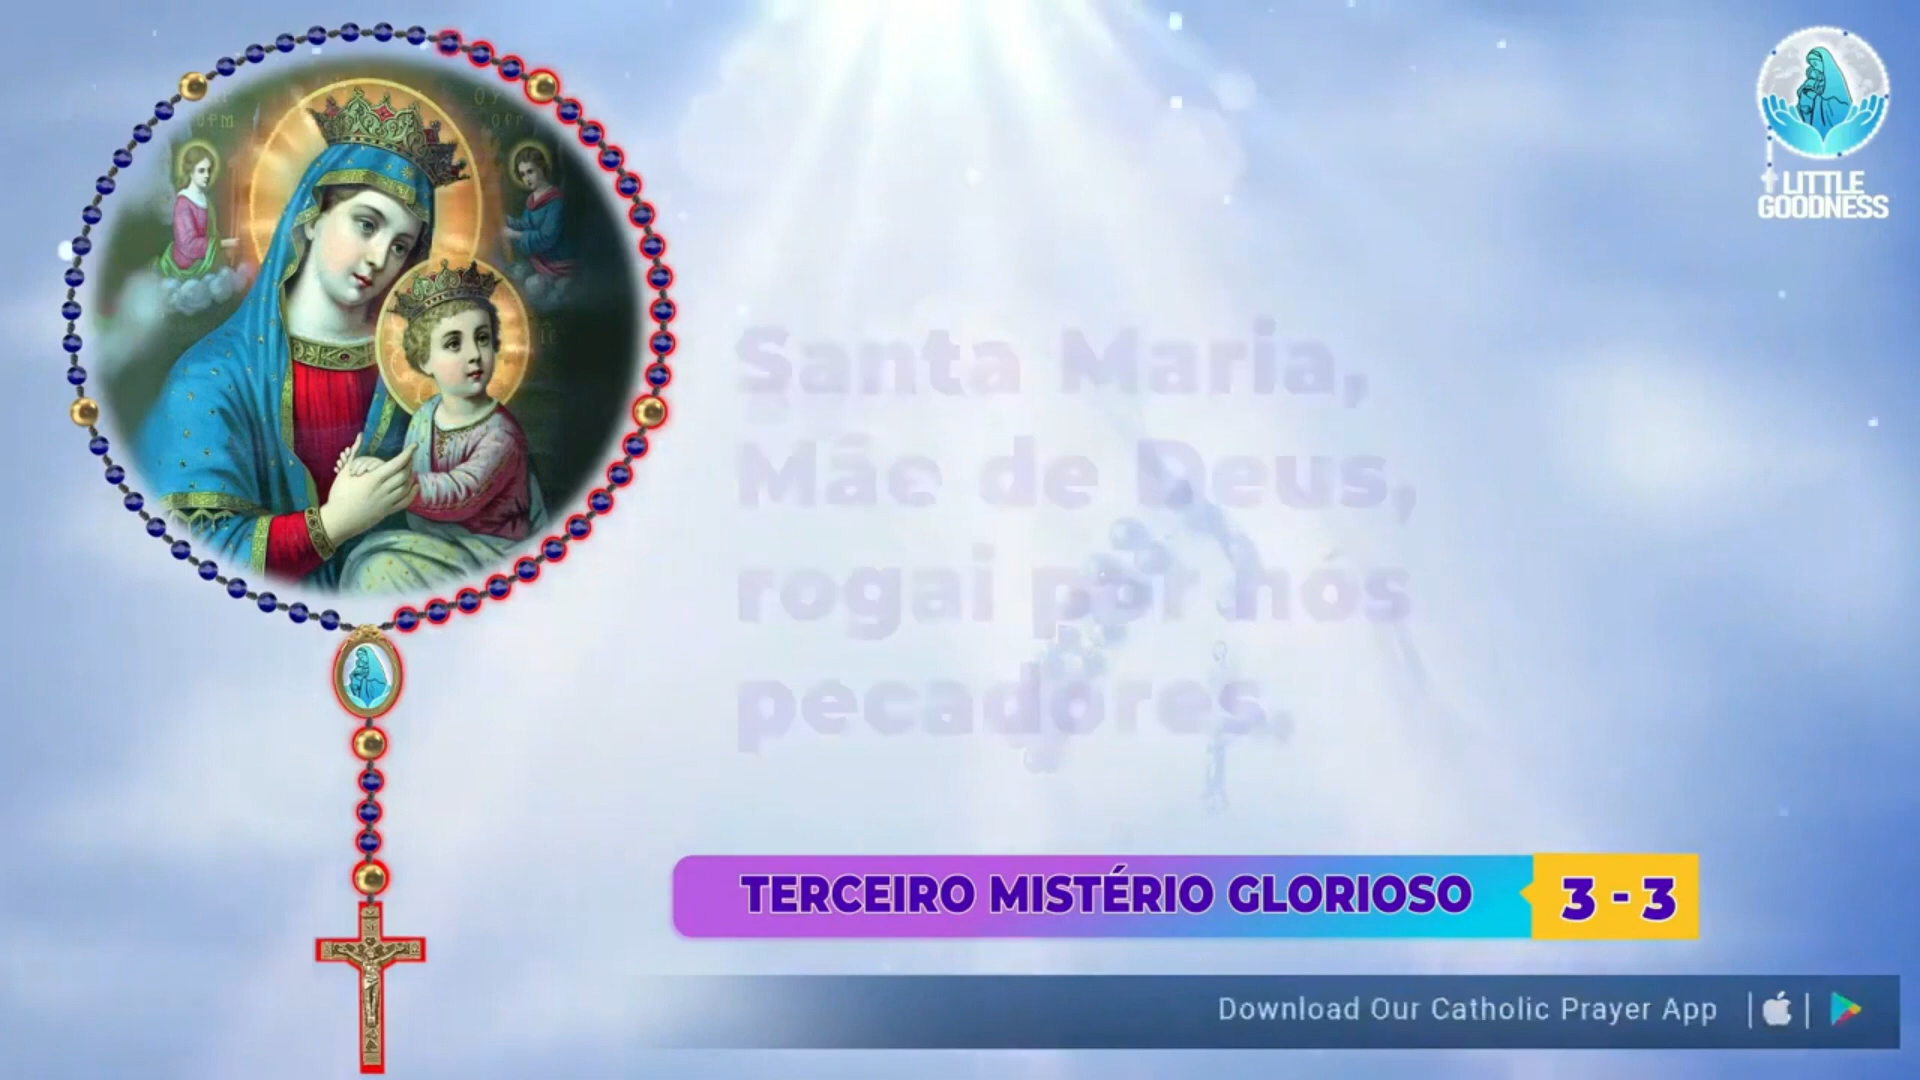 LITTLE
GOODNESS
Santa Maria,
Mãe de Deus,
rogai por nós
pecadores,
TERCEIRO MISTÉRIO GLORIOSO
3 - 3
Download Our Catholic Prayer App